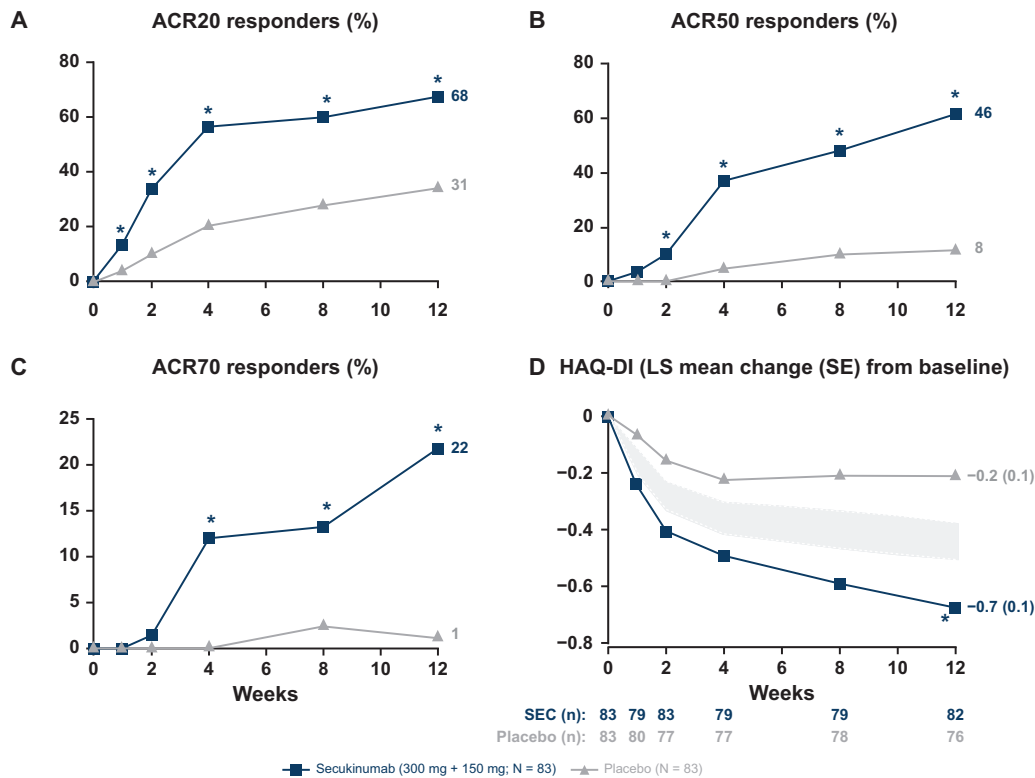 A ACR20 responders (%)
80
60
40
20
0
0 2 4 6 8 10 12
* * * * *
68
31
B ACR50 responders (%)
80
60
40
20
0
0 2 4 6 8 10 12
* * * *
46
8
C ACR70 responders (%)
25
20
15
10
5
0
0 2 4 6 8 10 12
Weeks
* * *
22
1
D HAQ-DI (LS mean change (SE) from baseline)
0
−0.2
−0.4
−0.6
−0.8
0 2 4 6 8 10 12
Weeks
−0.2 (0.1)
−0.7 (0.1)
*
SEC (n): 83 79 83 79 79 82
Placebo (n): 83 80 77 77 78 76
Secukinumab (300 mg + 150 mg; N = 83) Placebo (N = 83)